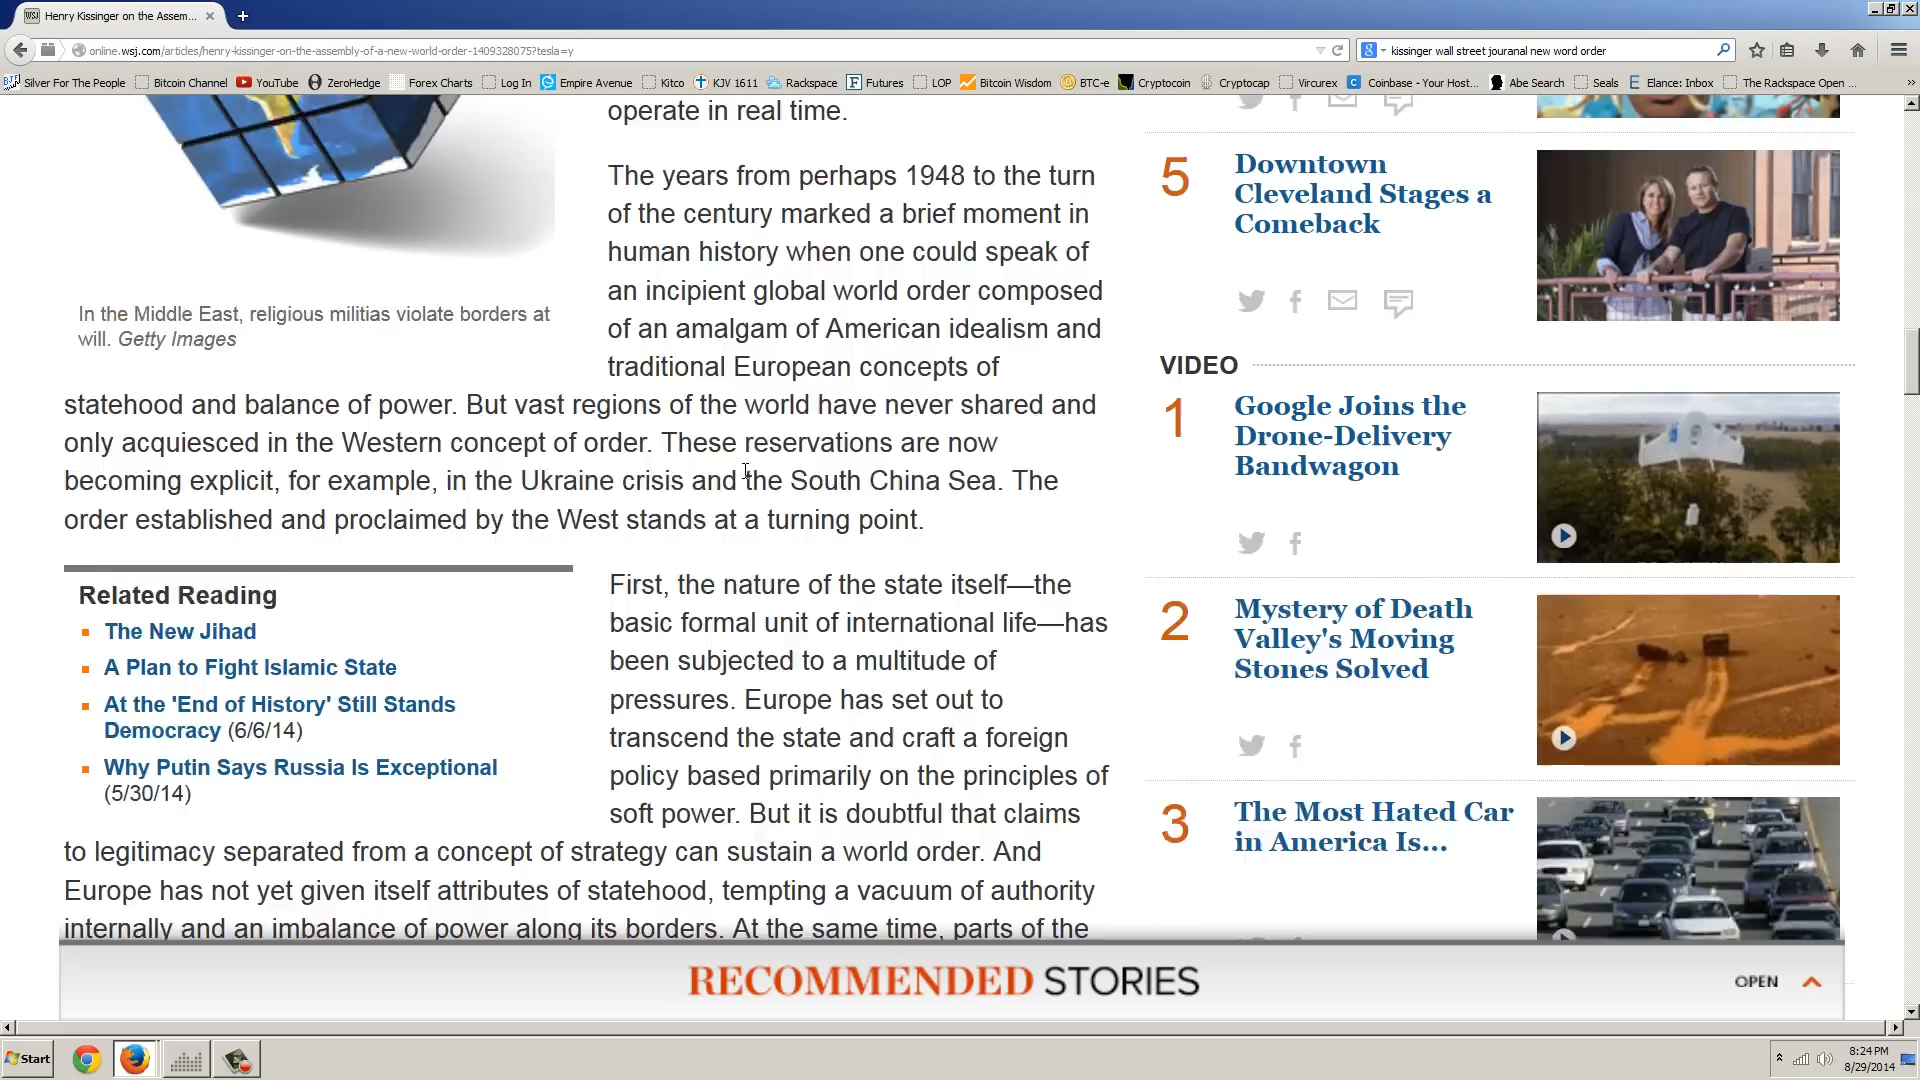 WSJ Henry Kissinger on the Assem...
online.wsj.com/articles/henry-kissinger-on-the-assembly-of-a-new-world-order-1409328075?tesla=y
kissinger wall street jouranal new word order
Silver For The People
Bitcoin Channel
YouTube
ZeroHedge
Forex Charts
Log In
Empire Avenue
Kitco
KJV 1611
Rackspace
Futures
LOP
Bitcoin Wisdom
BTC-e
Cryptocoin
Cryptocap
Vircurex
Coinbase - Your Host...
Abe Search
Seals
Elance: Inbox
The Rackspace Open ...
operate in real time.
The years from perhaps 1948 to the turn
of the century marked a brief moment in
human history when one could speak of
an incipient global world order composed
of an amalgam of American idealism and
traditional European concepts of
statehood and balance of power. But vast regions of the world have never shared and
only acquiesced in the Western concept of order. These reservations are now
becoming explicit, for example, in the Ukraine crisis and the South China Sea. The
order established and proclaimed by the West stands at a turning point.
In the Middle East, religious militias violate borders at
will. Getty Images
Related Reading
The New Jihad
A Plan to Fight Islamic State
At the 'End of History' Still Stands
Democracy (6/6/14)
Why Putin Says Russia Is Exceptional
(5/30/14)
First, the nature of the state itself—the
basic formal unit of international life—has
been subjected to a multitude of
pressures. Europe has set out to
transcend the state and craft a foreign
policy based primarily on the principles of
soft power. But it is doubtful that claims
to legitimacy separated from a concept of strategy can sustain a world order. And
Europe has not yet given itself attributes of statehood, tempting a vacuum of authority
internally and an imbalance of power along its borders. At the same time, parts of the
5
Downtown
Cleveland Stages a
Comeback
VIDEO
1
Google Joins the
Drone-Delivery
Bandwagon
2
Mystery of Death
Valley's Moving
Stones Solved
3
The Most Hated Car
in America Is...
RECOMMENDED STORIES
OPEN
Start
8:24 PM
8/29/2014